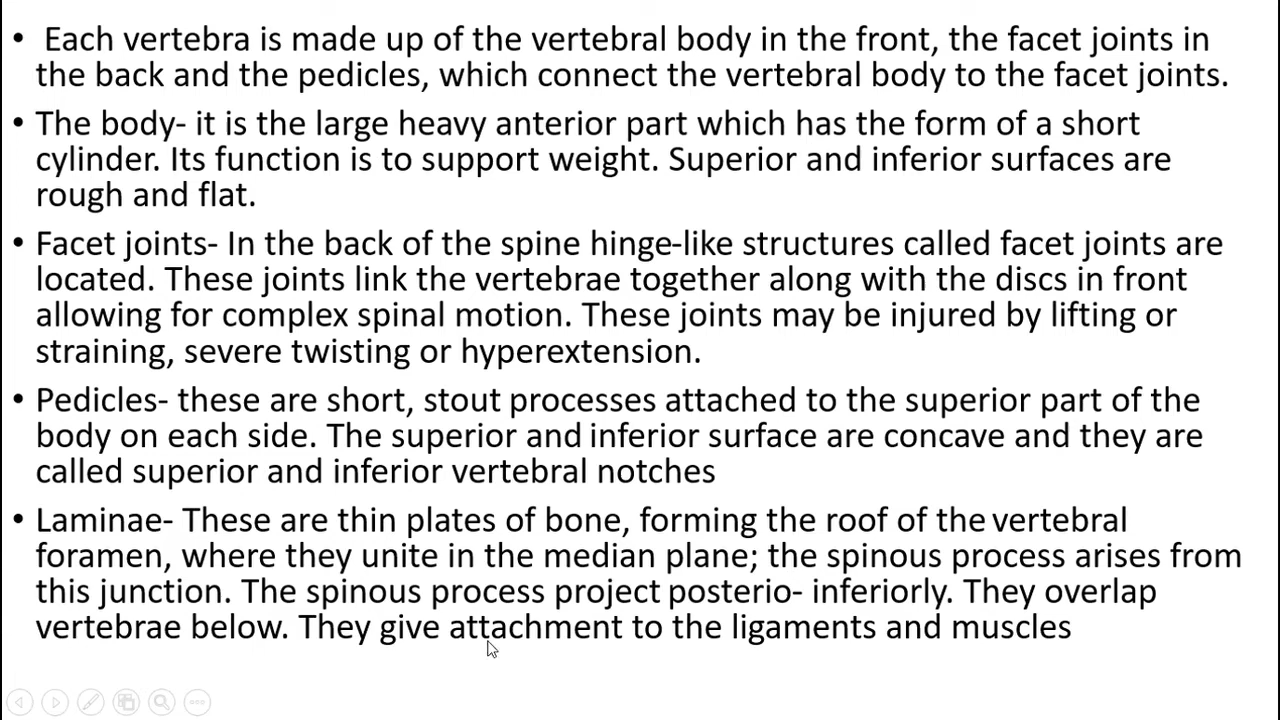 • Each vertebra is made up of the vertebral body in the front, the facet joints in
the back and the pedicles, which connect the vertebral body to the facet joints.
• The body- it is the large heavy anterior part which has the form of a short
cylinder. Its function is to support weight. Superior and inferior surfaces are
rough and flat.
• Facet joints- In the back of the spine hinge-like structures called facet joints are
located. These joints link the vertebrae together along with the discs in front
allowing for complex spinal motion. These joints may be injured by lifting or
straining, severe twisting or hyperextension.
• Pedicles- these are short, stout processes attached to the superior part of the
body on each side. The superior and inferior surface are concave and they are
called superior and inferior vertebral notches
• Laminae- These are thin plates of bone, forming the roof of the vertebral
foramen, where they unite in the median plane; the spinous process arises from
this junction. The spinous process project posterio- inferiorly. They overlap
vertebrae below. They give attachment to the ligaments and muscles